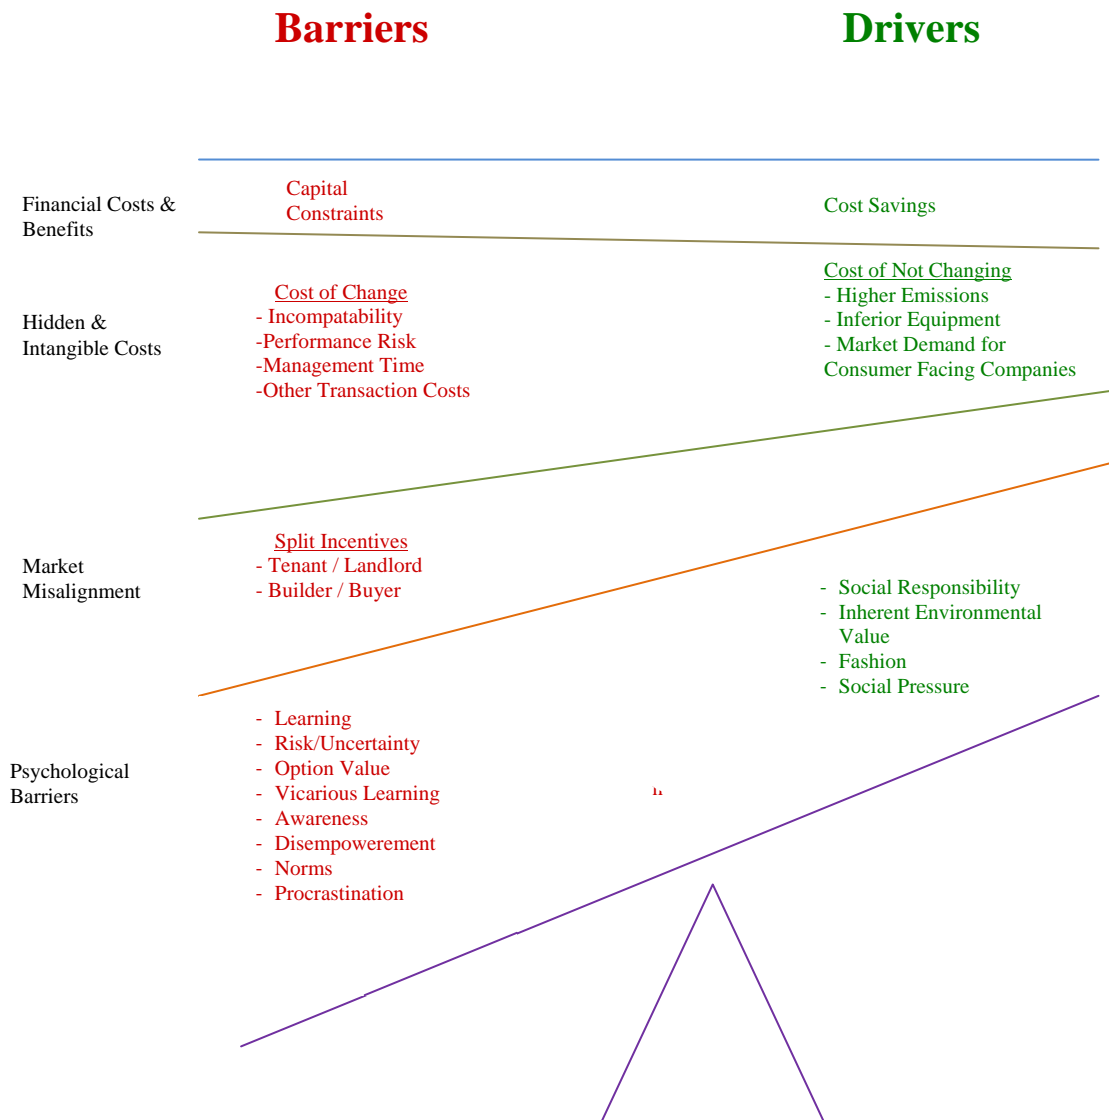 Barriers
Drivers
Financial Costs &
Benefits
Capital
Constraints
Cost Savings
Hidden &
Intangible Costs
Cost of Change
- Incompatability
-Performance Risk
-Management Time
-Other Transaction Costs
Cost of Not Changing
- Higher Emissions
- Inferior Equipment
- Market Demand for
Consumer Facing Companies
Market
Misalignment
Split Incentives
- Tenant / Landlord
- Builder / Buyer
- Social Responsibility
- Inherent Environmental
Value
- Fashion
- Social Pressure
Psychological
Barriers
- Learning
- Risk/Uncertainty
- Option Value
- Vicarious Learning
- Awareness
- Disempowerement
- Norms
- Procrastination